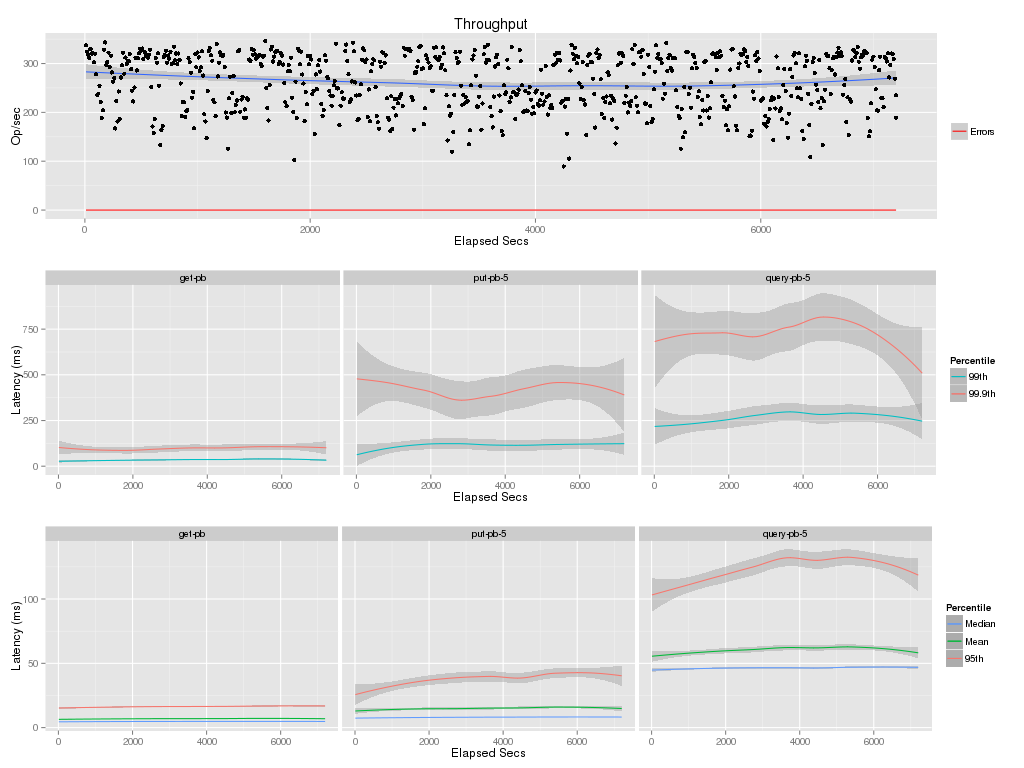 Throughput
300
200
100
0
Op/sec
0 2000 4000 6000
Elapsed Secs
Errors
get-pb put-pb-5 query-pb-5
750
500
250
0
Latency (ms)
0 2000 4000 6000 0 2000 4000 6000 0 2000 4000 6000
Elapsed Secs
Percentile
99th
99.9th
get-pb put-pb-5 query-pb-5
100
50
0
Latency (ms)
0 2000 4000 6000 0 2000 4000 6000 0 2000 4000 6000
Elapsed Secs
Percentile
Median
Mean
95th